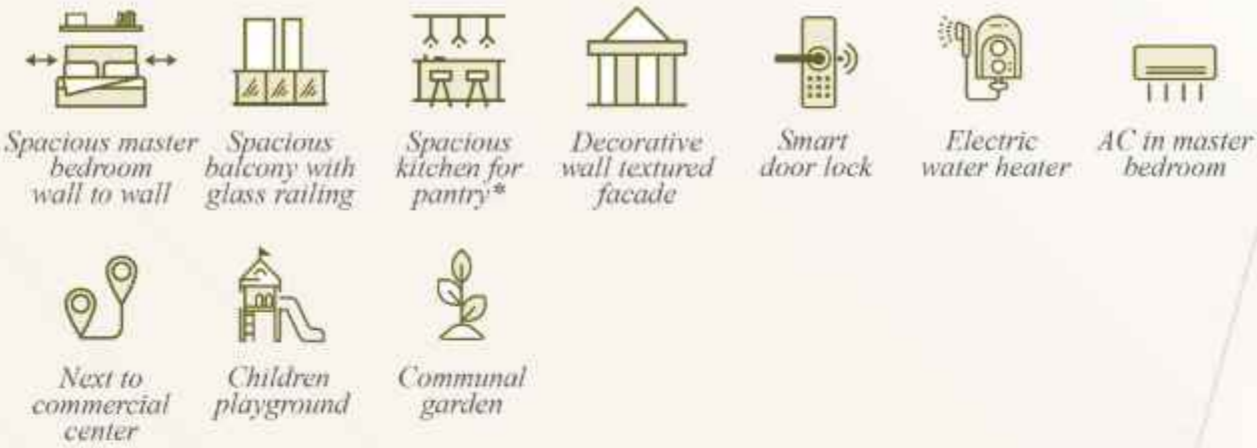 Spacious master
bedroom
wall to wall
Spacious
balcony with
glass railing
Spacious
kitchen for
pantry*
Decorative
wall textured
facade
Smart
door lock
Electric
water heater
AC in master
bedroom
Next to
commercial
center
Children
playground
Communal
garden